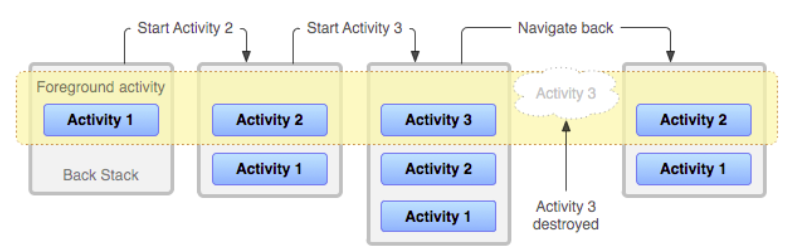 Start Activity 2
Start Activity 3
Navigate back
Foreground activity
Activity 1
Back Stack
Activity 2
Activity 1
Activity 3
Activity 2
Activity 1
Activity 3
Activity 3
destroyed
Activity 2
Activity 1